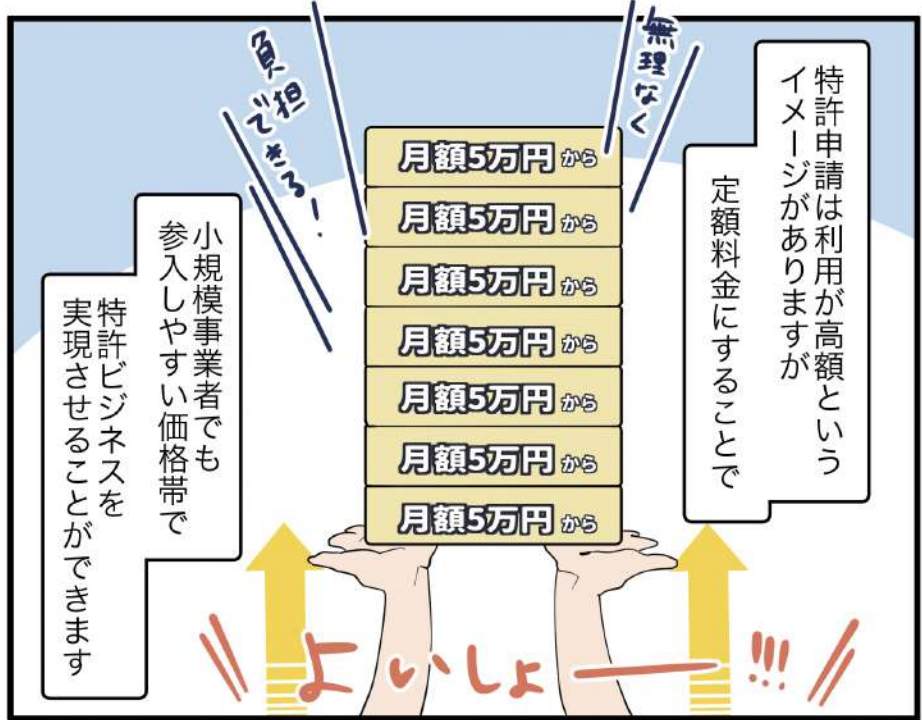 特許申請は利用が高額という
イメージがありますが
定額料金にすることで
無理なく
負担できる!
月額5万円から
月額5万円から
月額5万円から
月額5万円から
月額5万円から
月額5万円から
月額5万円から
小規模事業者でも
参入しやすい価格帯で
特許ビジネスを
実現させることができます
よいしょー!!!